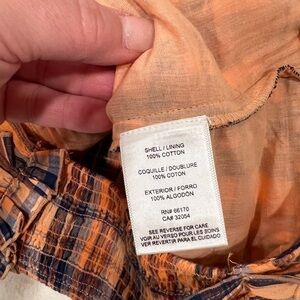 SHELL / LINING
100% COTTON
COQUILLE / DOUBLURE
100% COTON
EXTERIOR / FORRO
100% ALGODÓN
RN# 66170
CA# 32054
SEE REVERSE FOR CARE
VOIR AU VERSO POUR LES SOINS
VER REVERSO PARA EL CUIDADO